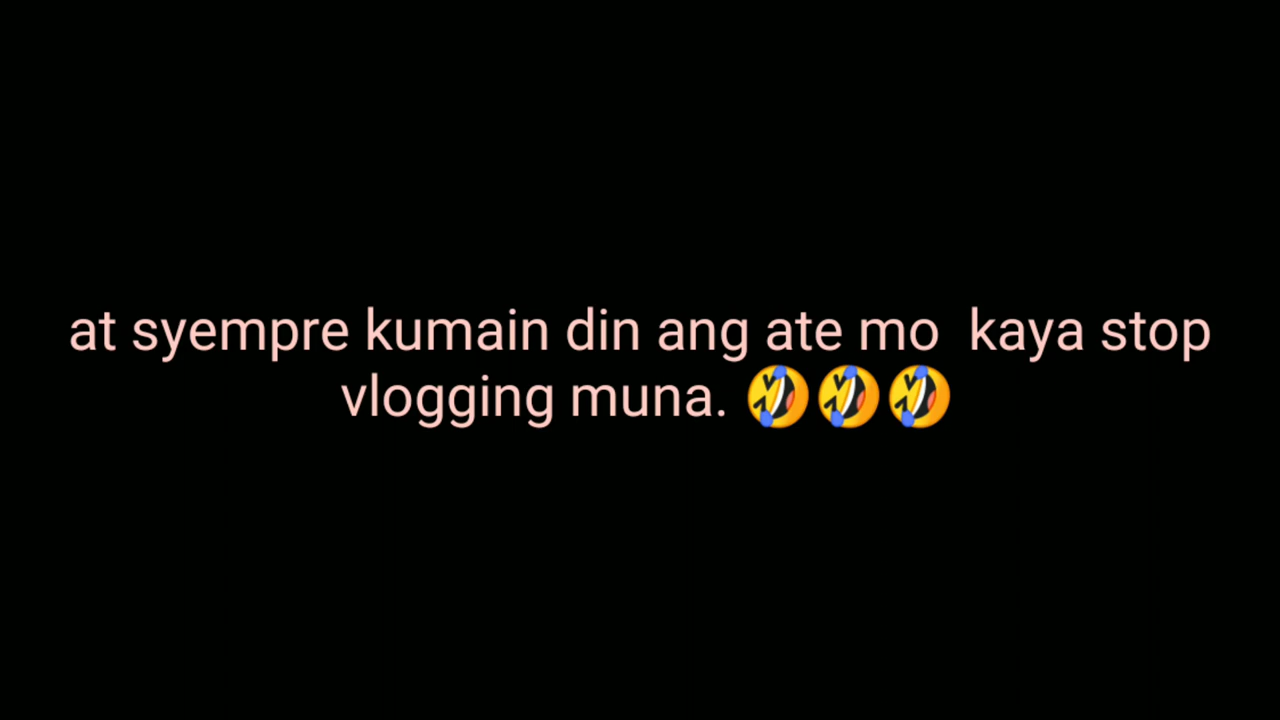 at syempre kumain din ang ate mo  kaya stop
vlogging muna. 🤣🤣🤣